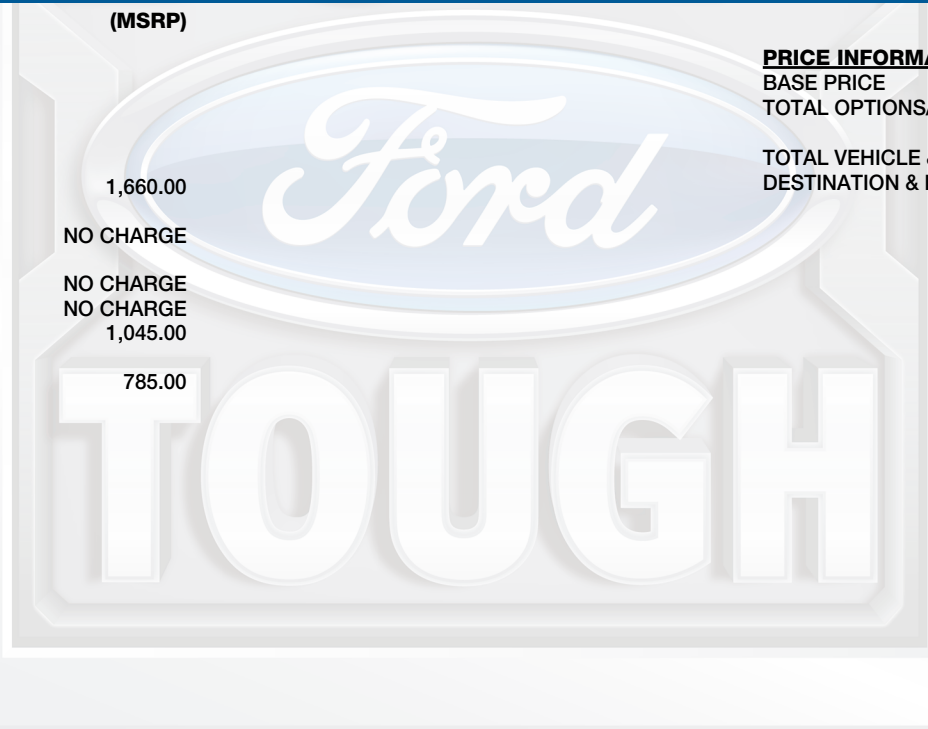 (MSRP)
1,660.00
NO CHARGE
NO CHARGE
NO CHARGE
1,045.00
785.00
PRICE INFORMA
BASE PRICE
TOTAL OPTIONS
TOTAL VEHICLE
DESTINATION &
Ford
TOUGH